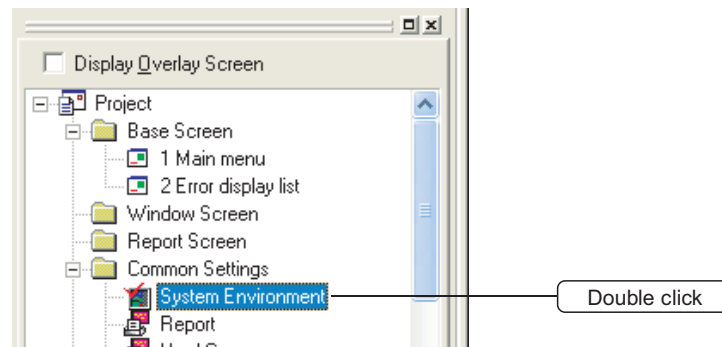 Display Overlay Screen
Project
Base Screen
1 Main menu
2 Error display list
Window Screen
Report Screen
Common Settings
System Environment
Double click
Report